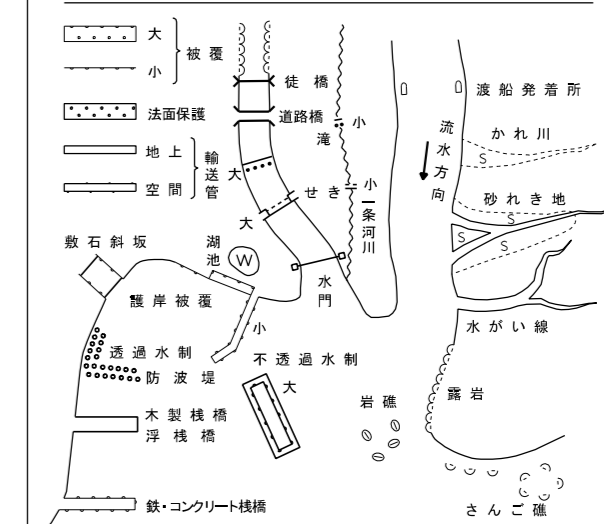 大
小
被覆
法面保護
地上
空間
輸送管
徒橋
道路橋
小
滝
大
せき
小
大
一条河川
流水方向
渡船発着所
かれ川
S
砂れき地
S
S
S
敷石斜坂
湖池
W
水門
護岸被覆
小
水がい線
透過水制
防波堤
不透過水制
大
木製桟橋
浮桟橋
岩礁
露岩
鉄・コンクリート桟橋
さんご礁